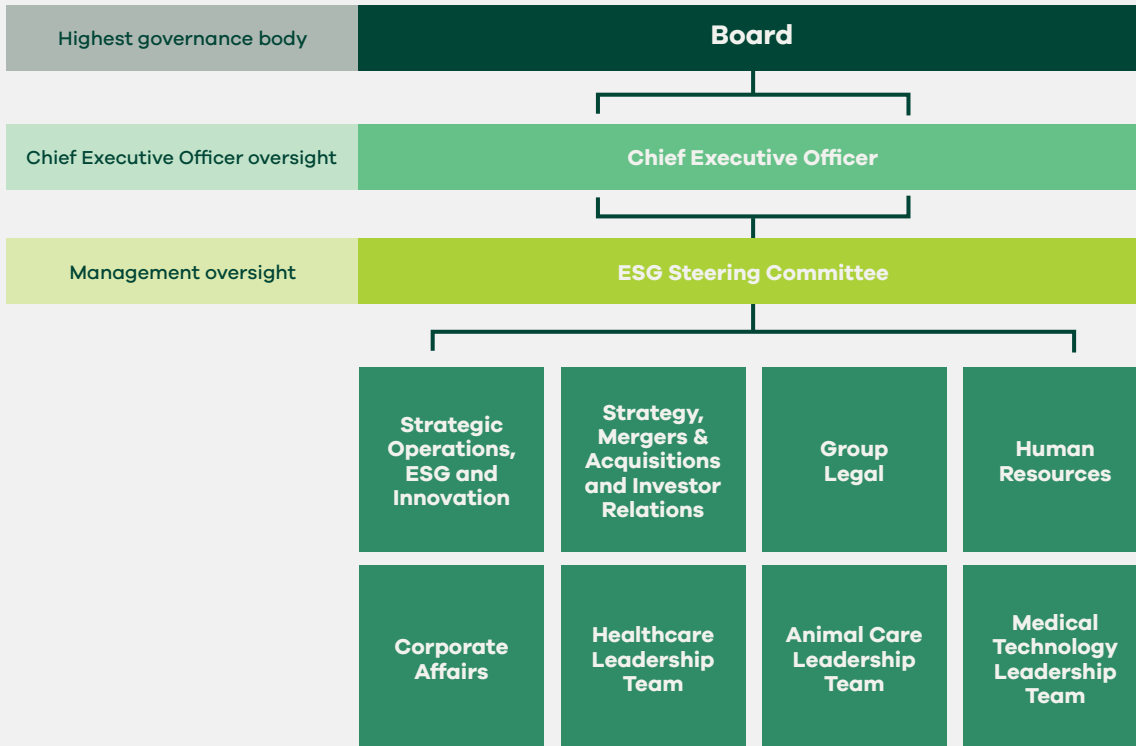 Highest governance body
Board
Chief Executive Officer oversight
Chief Executive Officer
Management oversight
ESG Steering Committee
Strategic
Operations,
ESG and
Innovation
Strategy,
Mergers &
Acquisitions
and Investor
Relations
Group
Legal
Human
Resources
Corporate
Affairs
Healthcare
Leadership
Team
Animal Care
Leadership
Team
Medical
Technology
Leadership
Team